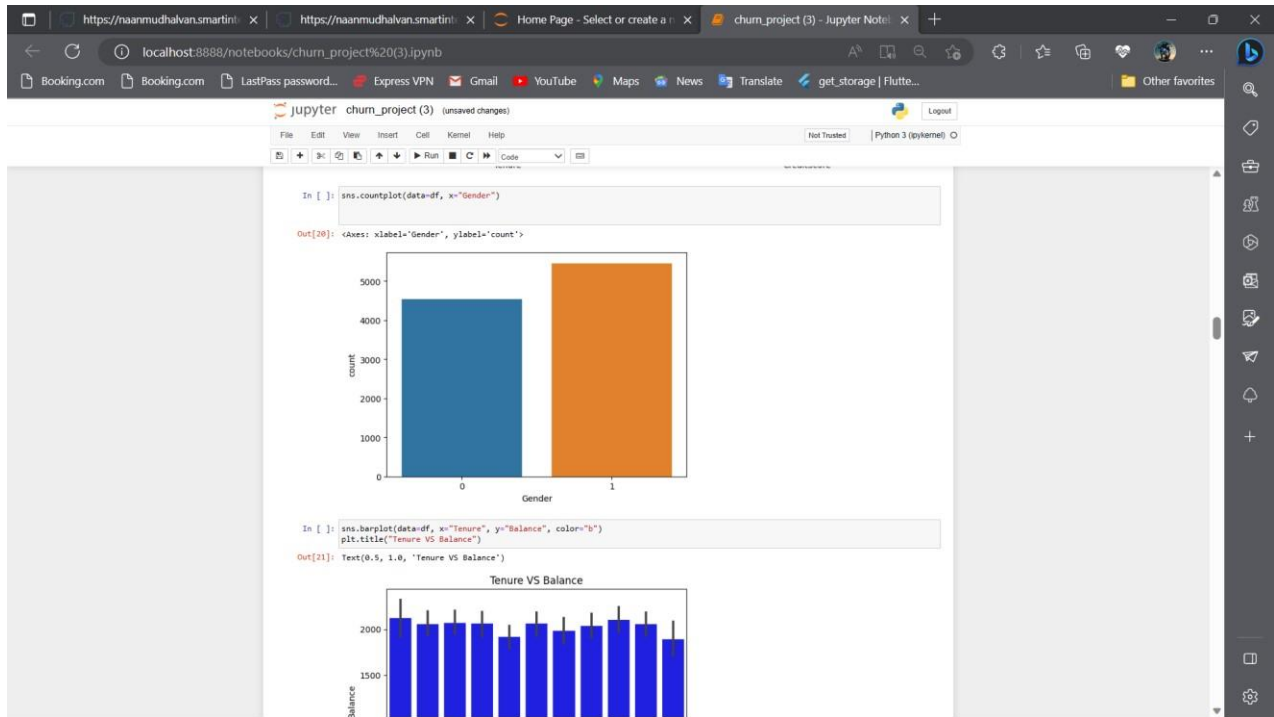 https://naanmudhalvan.smartinte
https://naanmudhalvan.smartinte
Home Page - Select or create a n
churn_project (3) - Jupyter Notel
localhost:8888/notebooks/churn_project%20(3).ipynb
Booking.com
Booking.com
LastPass password...
Express VPN
Gmail
YouTube
Maps
News
Translate
get_storage | Flutte...
Other favorites
jupyter churn_project (3) (unsaved changes)
Logout
File Edit View Insert Cell Kernel Help
Not Trusted
Python 3 (ipykernel)
Run
Code
In [ ]: sns.countplot(data=df, x="Gender")
Out[20]: <Axes: xlabel='Gender', ylabel='count'>
5000
4000
3000
2000
1000
0
count
0 1
Gender
In [ ]: sns.barplot(data=df, x="Tenure", y="Balance", color="b")
plt.title("Tenure VS Balance")
Out[21]: Text(0.5, 1.0, 'Tenure VS Balance')
Tenure VS Balance
2000
1500
Balance